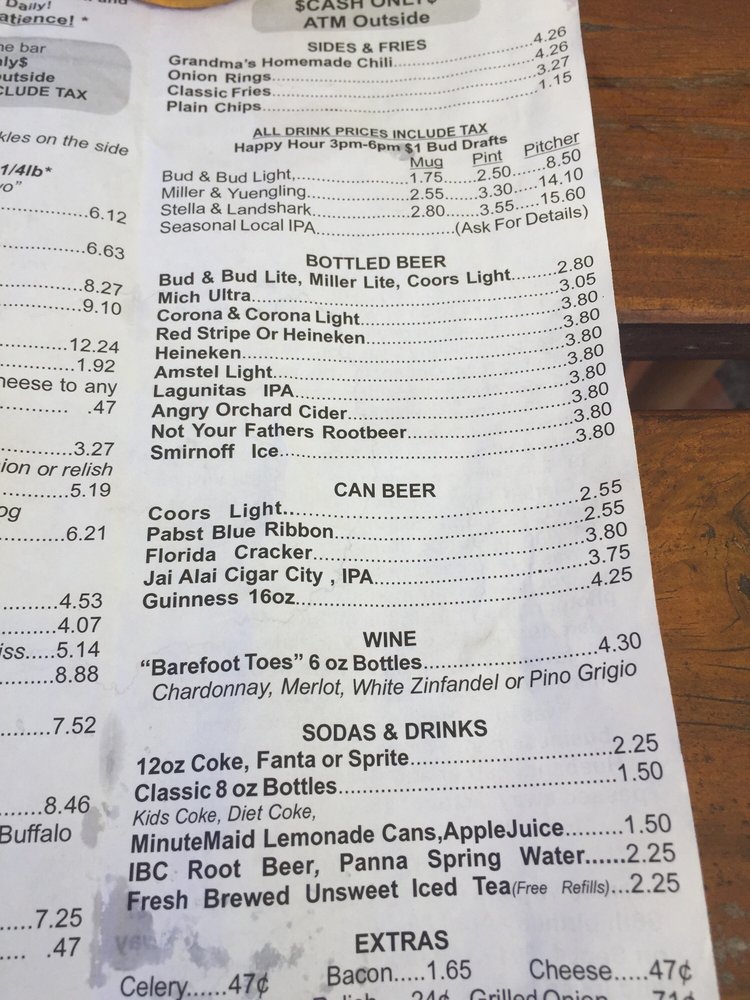 Daily!
atience! *
he bar
nly$
utside
CLUDE TAX
kles on the side
1/4lb*
vo"
.........6.12
.........6.63
......8.27
......9.10
.......12.24
.........1.92
heese to any
......... .47
.........3.27
ion or relish
.........5.19
og
.........6.21
.........4.53
.........4.07
iss.....5.14
.........8.88
........7.52
........8.46
Buffalo
.....7.25
.... .47
$CASH ONLY$
ATM Outside
SIDES & FRIES
Grandma's Homemade Chili..............4.26
Onion Rings..............4.26
Classic Fries..............3.27
Plain Chips..............1.15
ALL DRINK PRICES INCLUDE TAX
Happy Hour 3pm-6pm $1 Bud Drafts
Mug Pint Pitcher
Bud & Bud Light,..............1.75......2.50.....8.50
Miller & Yuengling..............2.55......3.30.....14.10
Stella & Landshark..............2.80......3.55.....15.60
Seasonal Local IPA..............(Ask For Details)
BOTTLED BEER
Bud & Bud Lite, Miller Lite, Coors Light........2.80
Mich Ultra..............3.05
Corona & Corona Light..............3.80
Red Stripe Or Heineken..............3.80
Heineken..............3.80
Amstel Light..............3.80
Lagunitas IPA..............3.80
Angry Orchard Cider..............3.80
Not Your Fathers Rootbeer..............3.80
Smirnoff Ice..............3.80
CAN BEER
Coors Light..............2.55
Pabst Blue Ribbon..............2.55
Florida Cracker..............3.80
Jai Alai Cigar City , IPA..............3.75
Guinness 16oz..............4.25
WINE
“Barefoot Toes” 6 oz Bottles..............4.30
Chardonnay, Merlot, White Zinfandel or Pino Grigio
SODAS & DRINKS
12oz Coke, Fanta or Sprite..............2.25
Classic 8 oz Bottles..............1.50
Kids Coke, Diet Coke,
MinuteMaid Lemonade Cans,AppleJuice.........1.50
IBC Root Beer, Panna Spring Water......2.25
Fresh Brewed Unsweet Iced Tea(Free Refills)...2.25
EXTRAS
Celery......47¢ Bacon.....1.65 Cheese.....47¢
24¢ Grilled Onion